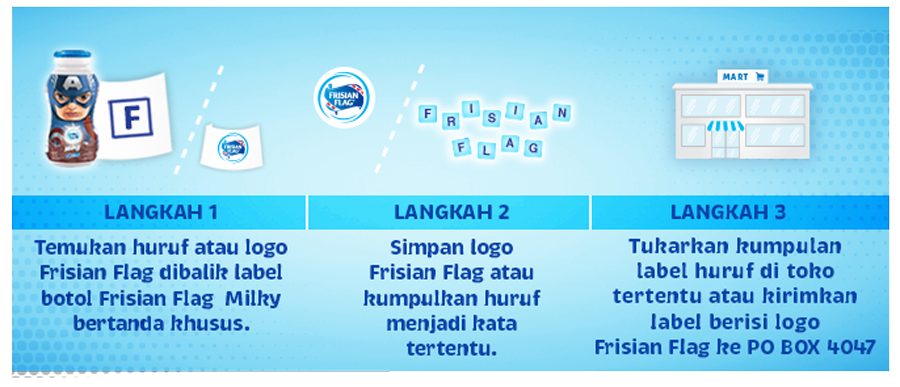 F
FRISIAN
FLAG
FRISIAN
FLAG
F R I S I A N
F L A G
MART
LANGKAH 1
Temukan huruf atau logo
Frisian Flag dibalik label
botol Frisian Flag Milky
bertanda khusus.
LANGKAH 2
Simpan logo
Frisian Flag atau
kumpulkan huruf
menjadi kata
tertentu.
LANGKAH 3
Tukarkan kumpulan
label huruf di toko
tertentu atau kirimkan
label berisi logo
Frisian Flag ke PO BOX 4047